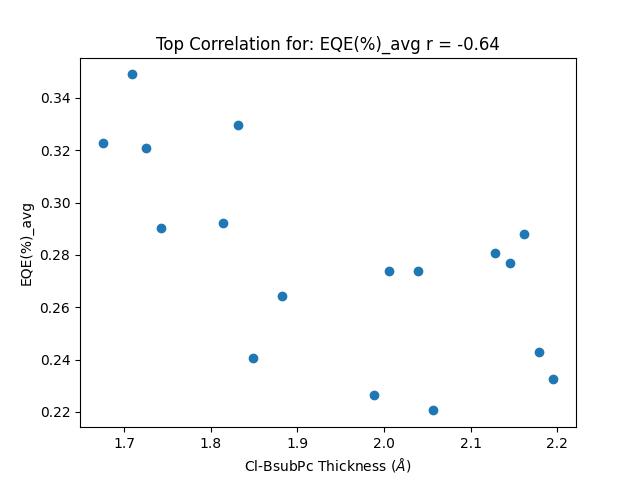 Top Correlation for: EQE(%)_avg r = -0.64
0.34
0.32
0.30
0.28
0.26
0.24
0.22
EQE(%)_avg
1.7 1.8 1.9 2.0 2.1 2.2
Cl-BsubPc Thickness (Å)